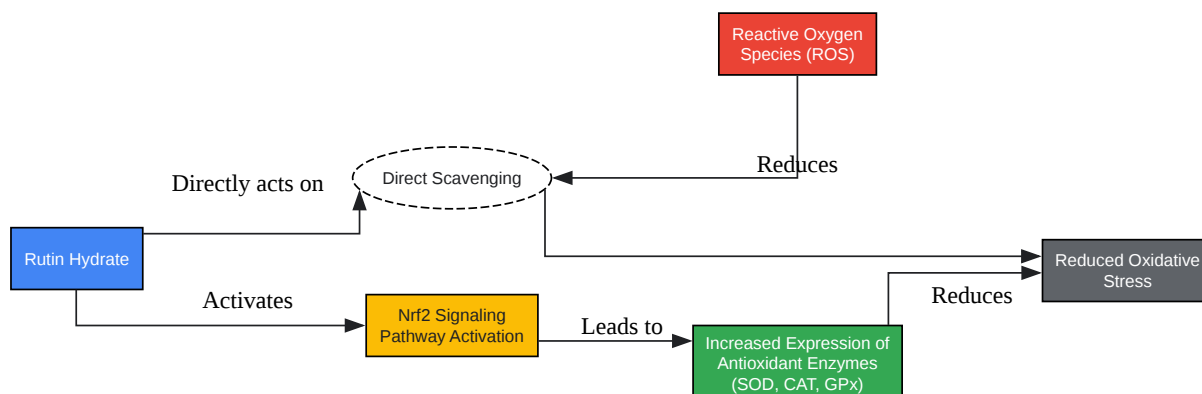 Reactive Oxygen
Species (ROS)
Reduces
Direct Scavenging
Directly acts on
Rutin Hydrate
Reduced Oxidative
Stress
Activates
Reduces
Nrf2 Signaling
Pathway Activation
Leads to
Increased Expression of
Antioxidant Enzymes
(SOD, CAT, GPx)